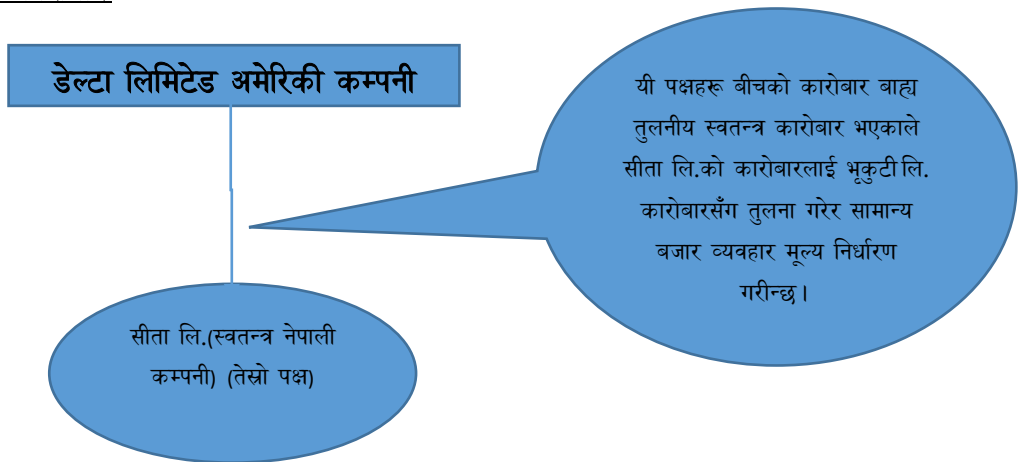 डेल्टा लिमिटेड अमेरिकी कम्पनी
यी पक्षहरू बीचको कारोबार बाह्य
तुलनीय स्वतन्त्र कारोबार भएकाले
सीता लि.को कारोबारलाई भृकुटी लि.
कारोबारसँग तुलना गरेर सामान्य
बजार व्यवहार मूल्य निर्धारण
गरीन्छ।
सीता लि.(स्वतन्त्र नेपाली
कम्पनी) (तेस्रो पक्ष)